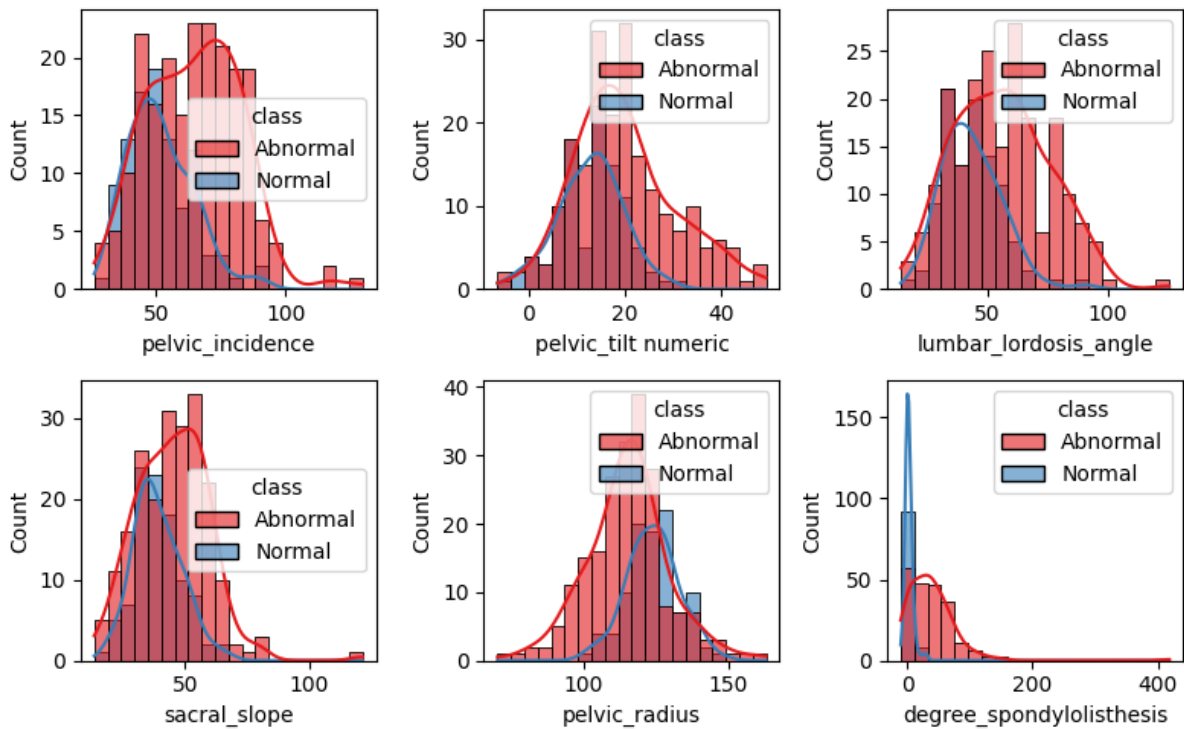 20
15
10
5
0
Count
50
100
pelvic_incidence
class
Abnormal
Normal
30
20
10
0
Count
0
20
40
pelvic_tilt numeric
class
Abnormal
Normal
25
20
15
10
5
0
Count
50
100
lumbar_lordosis_angle
class
Abnormal
Normal
30
20
10
0
Count
50
100
sacral_slope
class
Abnormal
Normal
40
30
20
10
0
Count
100
150
pelvic_radius
class
Abnormal
Normal
150
100
50
0
Count
0
200
400
degree_spondylolisthesis
class
Abnormal
Normal